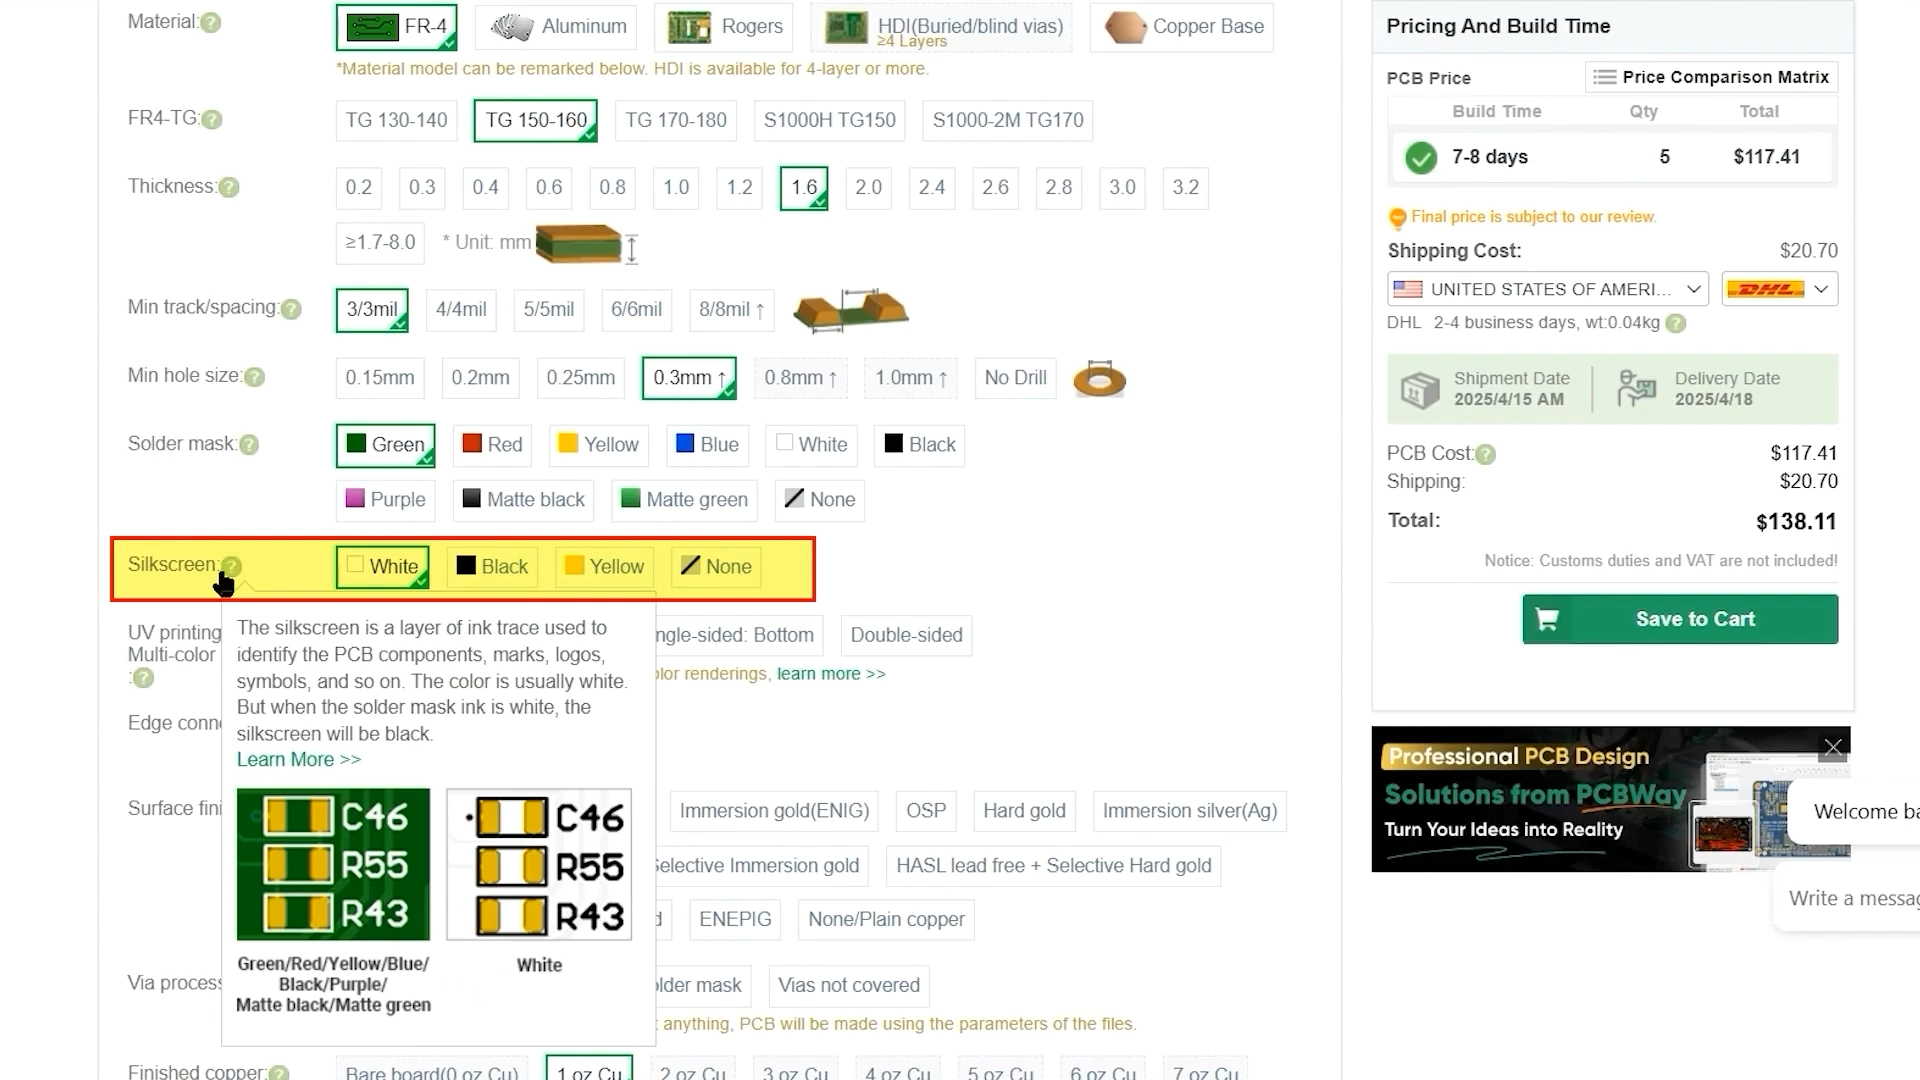 Material:
FR-4
Aluminum
Rogers
HDI(Buried/blind vias)
≥4 Layers
Copper Base
*Material model can be remarked below. HDI is available for 4-layer or more.
FR4-TG:
TG 130-140
TG 150-160
TG 170-180
S1000H TG150
S1000-2M TG170
Thickness:
0.2
0.3
0.4
0.6
0.8
1.0
1.2
1.6
2.0
2.4
2.6
2.8
3.0
3.2
≥1.7-8.0
* Unit: mm
Min track/spacing:
3/3mil
4/4mil
5/5mil
6/6mil
8/8mil ↑
Min hole size:
0.15mm
0.2mm
0.25mm
0.3mm ↑
0.8mm ↑
1.0mm ↑
No Drill
Solder mask:
Green
Red
Yellow
Blue
White
Black
Purple
Matte black
Matte green
None
Silkscreen:
White
Black
Yellow
None
The silkscreen is a layer of ink trace used to
identify the PCB components, marks, logos,
symbols, and so on. The color is usually white.
But when the solder mask ink is white, the
silkscreen will be black.
Learn More >>
C46
R55
R43
C46
R55
R43
Green/Red/Yellow/Blue/
Black/Purple/
Matte black/Matte green
White
UV printing
Multi-color
:
ngle-sided: Bottom
Double-sided
lor renderings, learn more >>
Edge conne
Surface fini
Immersion gold(ENIG)
OSP
Hard gold
Immersion silver(Ag)
Selective Immersion gold
HASL lead free + Selective Hard gold
d
ENEPIG
None/Plain copper
Via process
lder mask
Vias not covered
t anything, PCB will be made using the parameters of the files.
Finished copper:
Bare board(0 oz Cu)
1 oz Cu
2 oz Cu
3 oz Cu
4 oz Cu
5 oz Cu
6 oz Cu
7 oz Cu
Pricing And Build Time
PCB Price
Price Comparison Matrix
Build Time
Qty
Total
7-8 days
5
$117.41
Final price is subject to our review.
Shipping Cost:
$20.70
UNITED STATES OF AMERI...
DHL
DHL 2-4 business days, wt:0.04kg
Shipment Date
2025/4/15 AM
Delivery Date
2025/4/18
PCB Cost:
$117.41
Shipping:
$20.70
Total:
$138.11
Notice: Customs duties and VAT are not included!
Save to Cart
Professional PCB Design
Solutions from PCBWay
Turn Your Ideas into Reality
Welcome ba
Write a messag